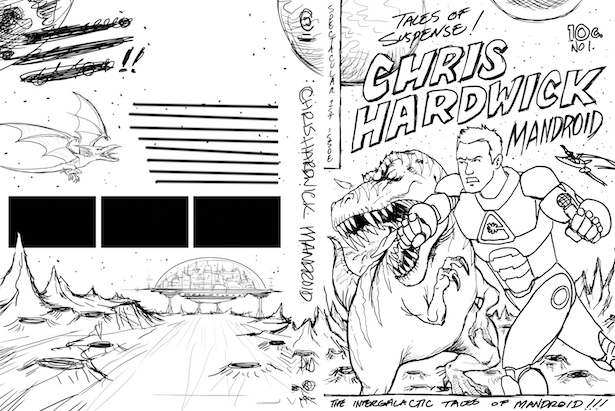 !!
CHRIS HARDWICK MANDROID
SPECTACULAR 1ST ISSUE
TALES OF
SUSPENSE!
10¢
NO 1.
CHRIS
HARDWICK
MANDROID
THE INTERGALACTIC TALES OF MANDROID!!!